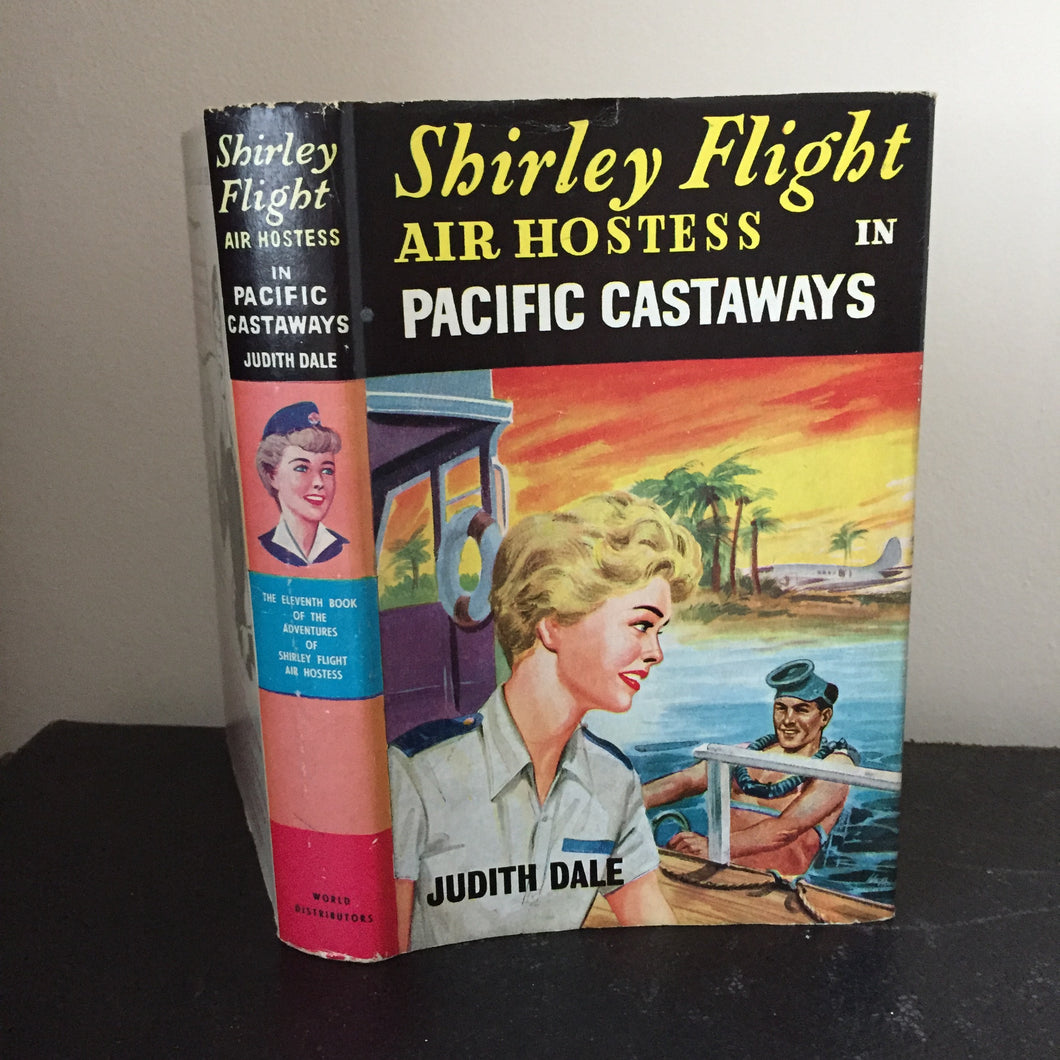 Shirley
Flight
AIR HOSTESS
IN
PACIFIC
CASTAWAYS
JUDITH DALE
THE ELEVENTH BOOK
OF THE
ADVENTURES
OF
SHIRLEY FLIGHT
AIR HOSTESS
WORLD
DISTRIBUTORS
Shirley Flight
AIR HOSTESS IN
PACIFIC CASTAWAYS
JUDITH DALE